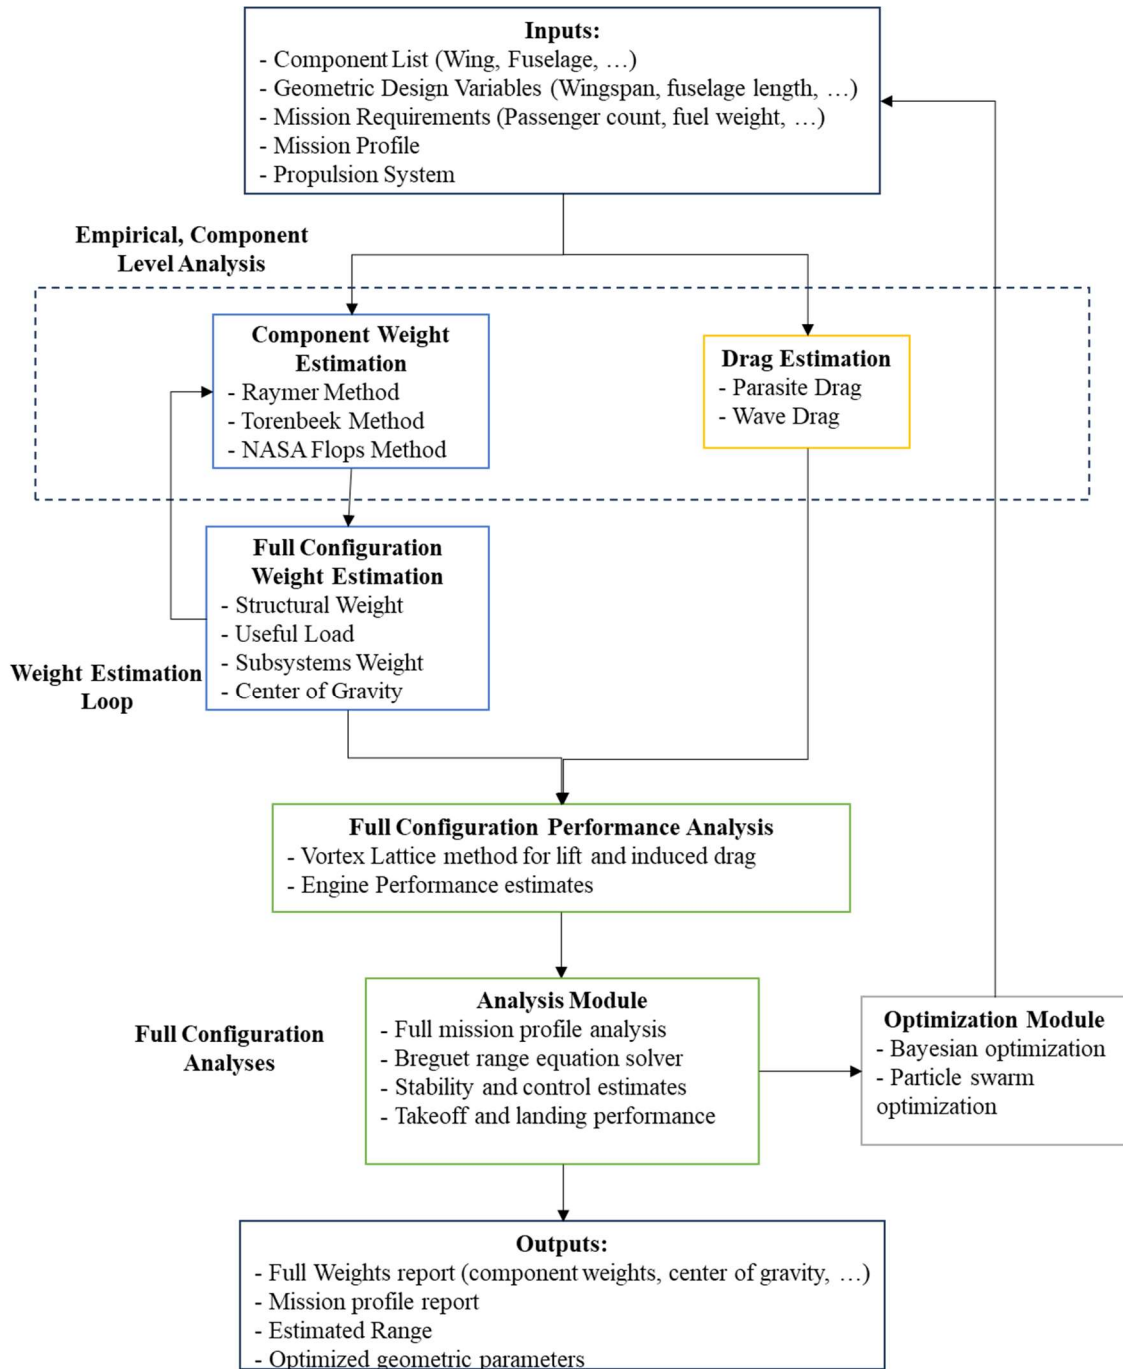 Inputs:
- Component List (Wing, Fuselage, …)
- Geometric Design Variables (Wingspan, fuselage length, …)
- Mission Requirements (Passenger count, fuel weight, …)
- Mission Profile
- Propulsion System
Empirical, Component
Level Analysis
Component Weight
Estimation
- Raymer Method
- Torenbeek Method
- NASA Flops Method
Drag Estimation
- Parasite Drag
- Wave Drag
Full Configuration
Weight Estimation
- Structural Weight
- Useful Load
- Subsystems Weight
- Center of Gravity
Weight Estimation
Loop
Full Configuration Performance Analysis
- Vortex Lattice method for lift and induced drag
- Engine Performance estimates
Full Configuration
Analyses
Analysis Module
- Full mission profile analysis
- Breguet range equation solver
- Stability and control estimates
- Takeoff and landing performance
Optimization Module
- Bayesian optimization
- Particle swarm
optimization
Outputs:
- Full Weights report (component weights, center of gravity, …)
- Mission profile report
- Estimated Range
- Optimized geometric parameters